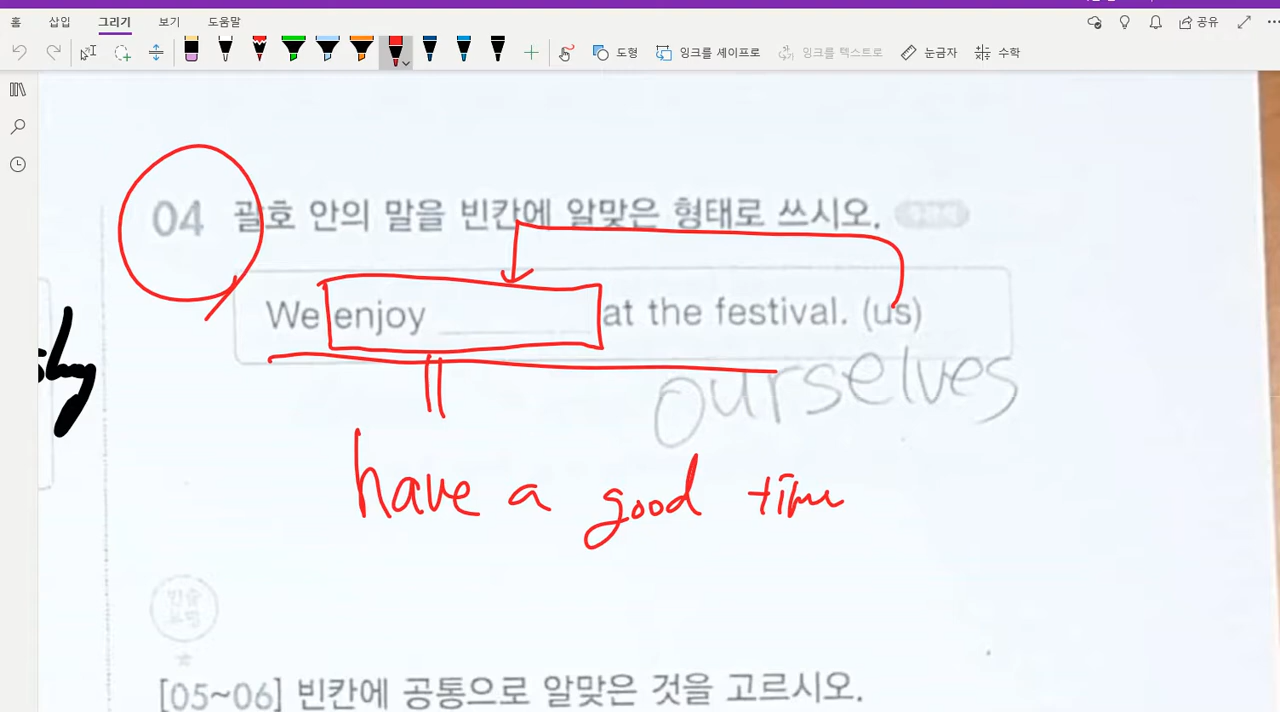 홈 삽입 그리기 보기 도움말
공유
도형 잉크를 셰이프로 잉크를 텍스트로 눈금자 수학
04 괄호 안의 말을 빈칸에 알맞은 형태로 쓰시오.
We enjoy at the festival. (us)
ourselves
have a good time
[05~06] 빈칸에 공통으로 알맞은 것을 고르시오.